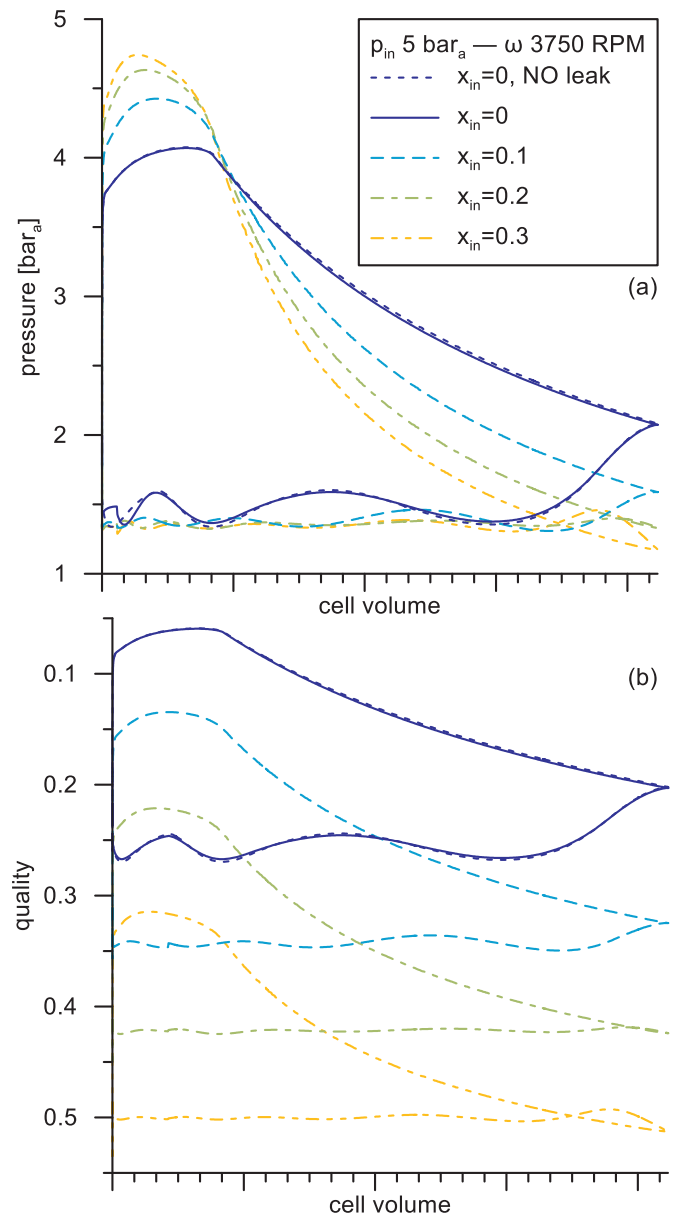 5
4
3
2
1
pressure [bar_a]
p_in 5 bar_a — ω 3750 RPM
x_in=0, NO leak
x_in=0
x_in=0.1
x_in=0.2
x_in=0.3
(a)
cell volume
0.1
0.2
0.3
0.4
0.5
quality
(b)
cell volume